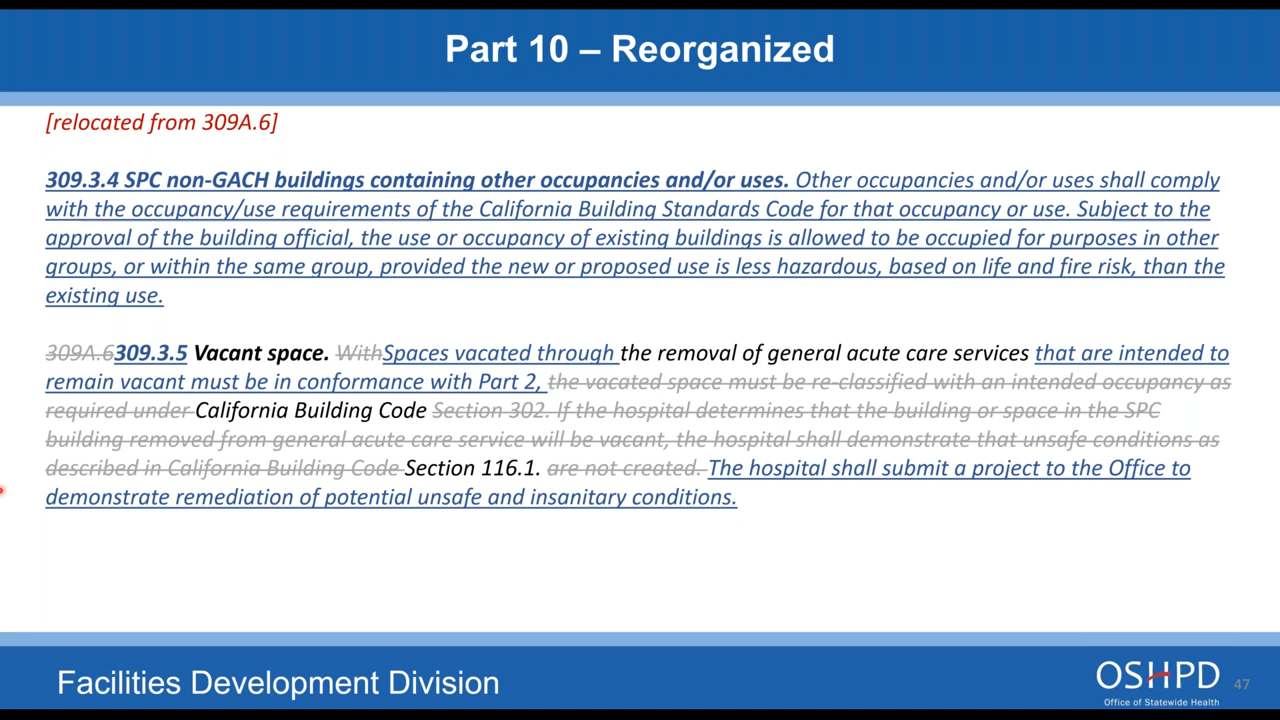 Part 10 – Reorganized
[relocated from 309A.6]
309.3.4 SPC non-GACH buildings containing other occupancies and/or uses. Other occupancies and/or uses shall comply
with the occupancy/use requirements of the California Building Standards Code for that occupancy or use. Subject to the
approval of the building official, the use or occupancy of existing buildings is allowed to be occupied for purposes in other
groups, or within the same group, provided the new or proposed use is less hazardous, based on life and fire risk, than the
existing use.
309A.6309.3.5 Vacant space. WithSpaces vacated through the removal of general acute care services that are intended to
remain vacant must be in conformance with Part 2, the vacated space must be re-classified with an intended occupancy as
required under California Building Code Section 302. If the hospital determines that the building or space in the SPC
building removed from general acute care service will be vacant, the hospital shall demonstrate that unsafe conditions as
described in California Building Code Section 116.1. are not created. The hospital shall submit a project to the Office to
demonstrate remediation of potential unsafe and insanitary conditions.
Facilities Development Division
OSHPD
Office of Statewide Health
47